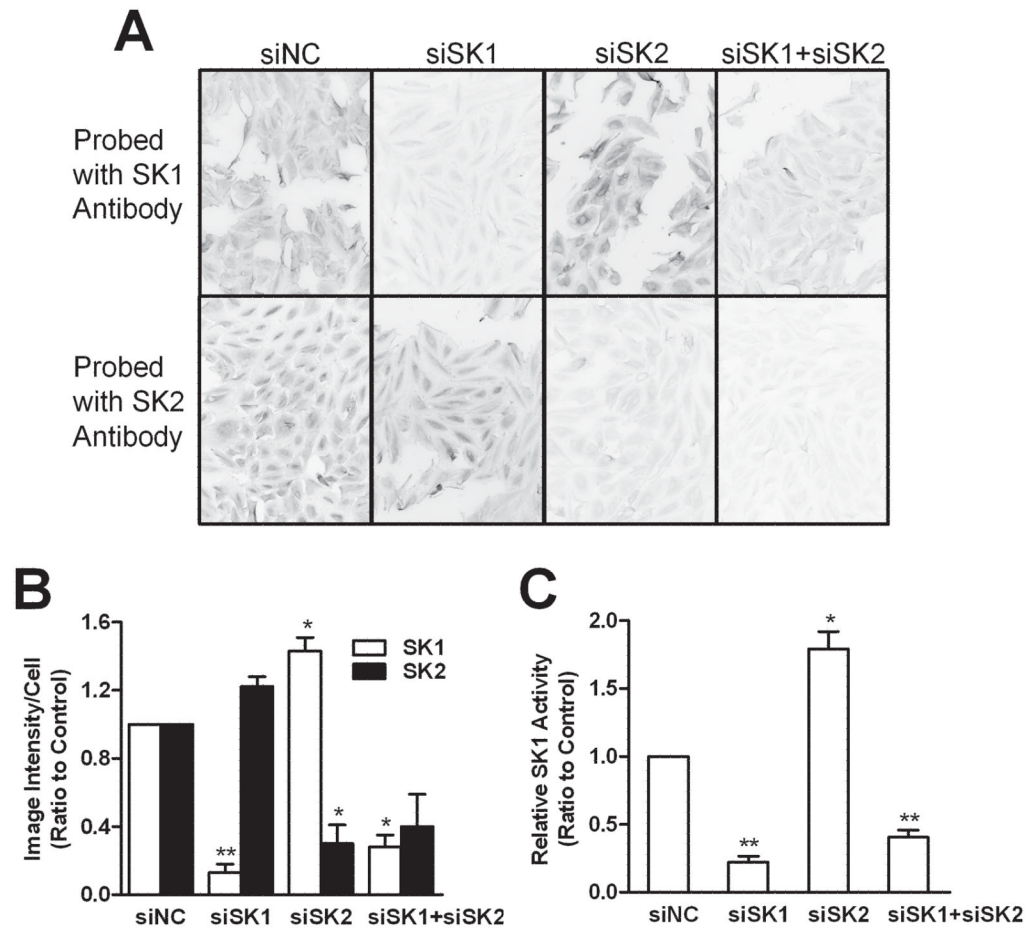 A
siNC siSK1 siSK2 siSK1+siSK2
Probed
with SK1
Antibody
Probed
with SK2
Antibody
B
Image Intensity/Cell
(Ratio to Control)
1.6
1.2
0.8
0.4
0.0
SK1
SK2
**
*
*
*
siNC siSK1 siSK2 siSK1+siSK2
C
Relative SK1 Activity
(Ratio to Control)
2.0
1.5
1.0
0.5
0.0
**
*
**
siNC siSK1 siSK2 siSK1+siSK2